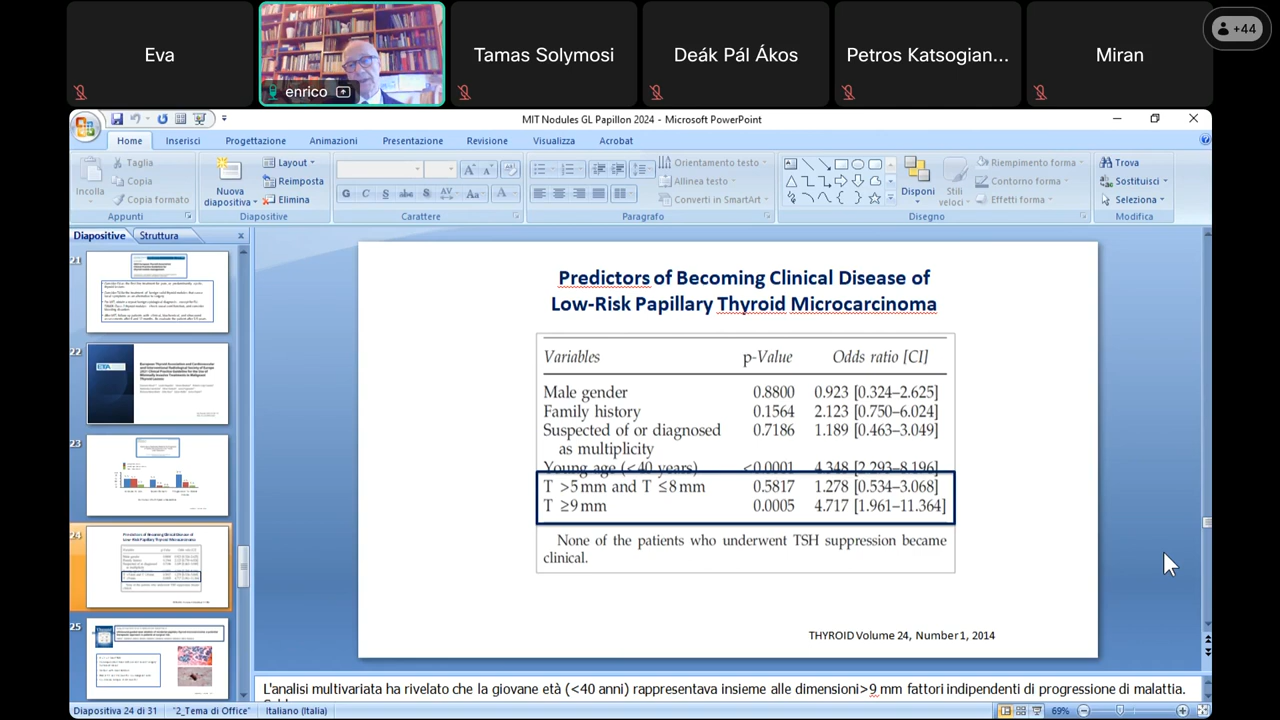 Eva
enrico
Tamas Solymosi
Deák Pál Ákos
Petros Katsogian...
Miran
+44
MIT Nodules GL Papillon 2024 - Microsoft PowerPoint
Home
Inserisci
Progettazione
Animazioni
Presentazione
Revisione
Visualizza
Acrobat
Incolla
Taglia
Copia
Copia formato
Appunti
Nuova
diapositiva
Layout
Reimposta
Elimina
Diapositive
G C S abc AV Aa A
Carattere
Paragrafo
Orientamento testo
Allinea testo
Converti in SmartArt
Disponi
Stili
veloci
Riempimento forma
Contorno forma
Effetti forma
Disegno
Trova
Sostituisci
Seleziona
Modifica
Diapositive
Struttura
21
22
ETA
23
24
25
Predictors of Becoming Clinical Disease of
Low-Risk Papillary Thyroid Microcarcinoma
Variables p-Value Odds ratio [CI]
Male gender 0.8800 0.923 [0.324–2.625]
Family history 0.1564 2.123 [0.750–6.024]
Suspected of or diagnosed 0.7186 1.189 [0.463–3.049]
as multiplicity
Young age (<40 years) <0.0001 4.348 [2.293–8.196]
T >5 mm and T ≤8 mm 0.5817 1.278 [0.534–3.068]
T ≥9 mm 0.0005 4.717 [1.961–11.364]
None of the patients who underwent TSH suppression became
clinical.
THYROID Volume 24, Number 1, 2014
L'analisi multivariata ha rivelato che la giovane età (<40 anni) rappresentava insieme alle dimensioni>9 mm fattori indipendenti di progressione di malattia.
Diapositiva 24 di 31
"2_Tema di Office"
Italiano (Italia)
69%